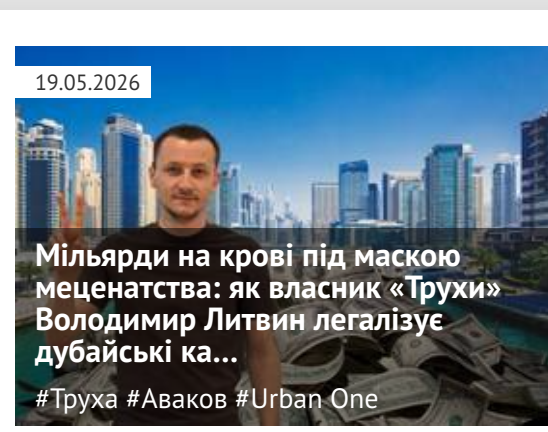 19.05.2026
Мільярди на крові під маскою
меценатства: як власник «Трухи»
Володимир Литвин легалізує
дубайські ка...
#Труха #Аваков #Urban One